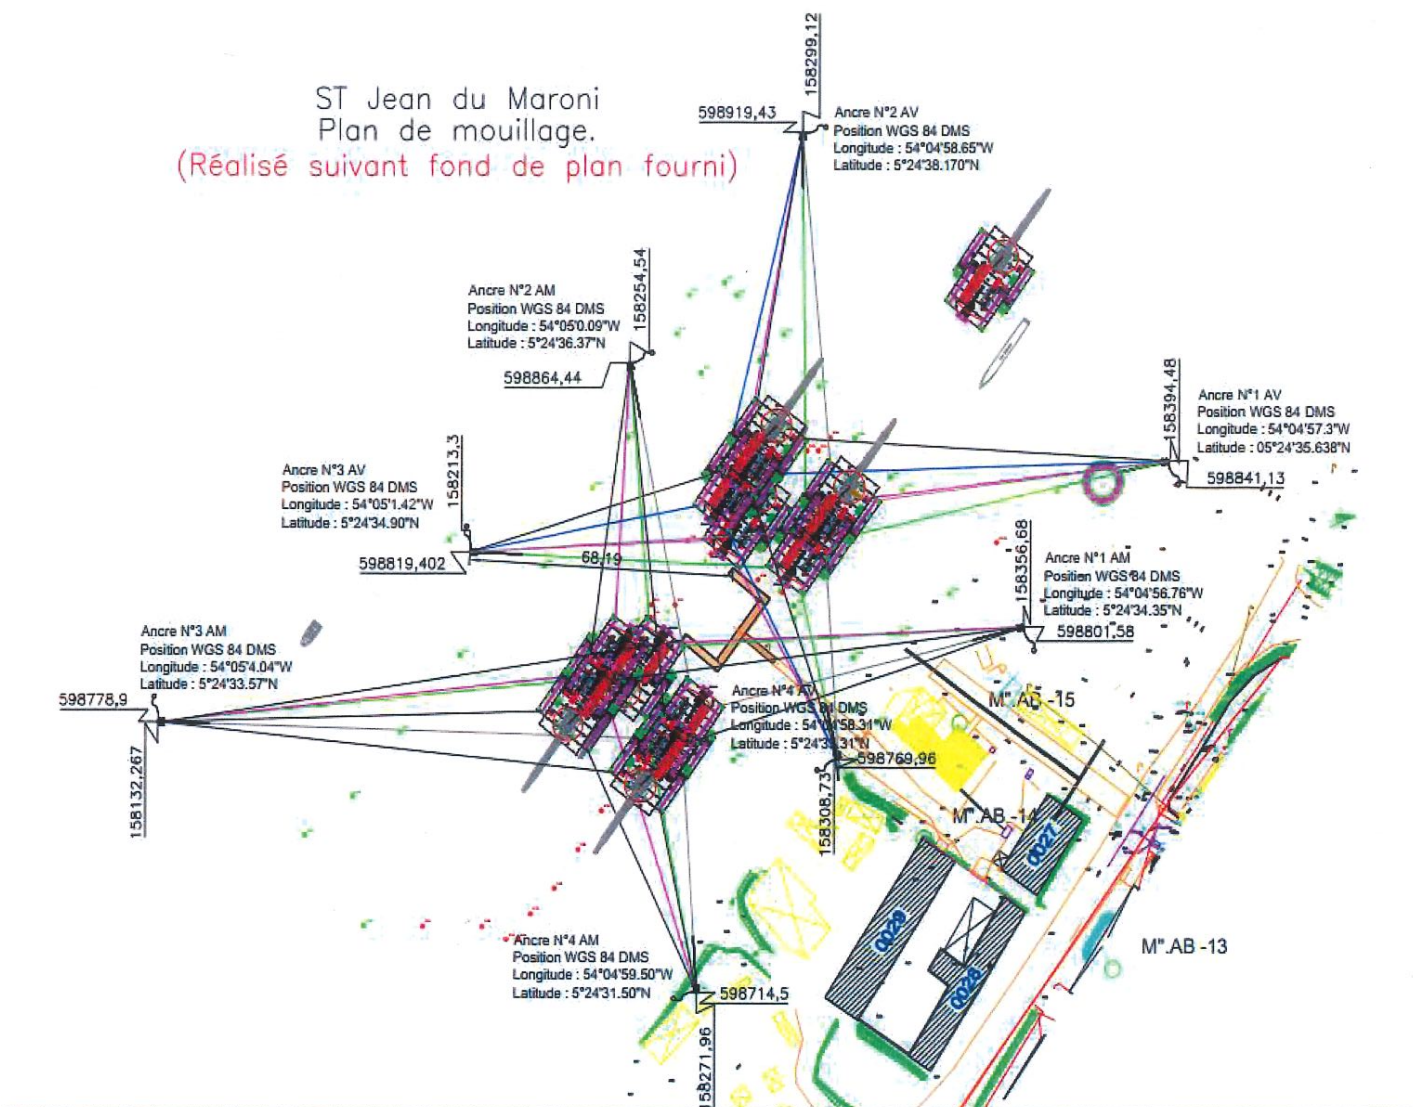 ST Jean du Maroni
Plan de mouillage.
(Réalisé suivant fond de plan fourni)
158299,12
598919,43
Ancre N°2 AV
Position WGS 84 DMS
Longitude : 54°04'58.65"W
Latitude : 5°24'38.170"N
158254,54
Ancre N°2 AM
Position WGS 84 DMS
Longitude : 54°05'0.09"W
Latitude : 5°24'36.37"N
598864,44
158394,48
Ancre N°1 AV
Position WGS 84 DMS
Longitude : 54°04'57.3"W
Latitude : 05°24'35.638"N
598841,13
158213,3
Ancre N°3 AV
Position WGS 84 DMS
Longitude : 54°05'1.42"W
Latitude : 5°24'34.90"N
598819,402
68,19
158356,68
Ancre N°1 AM
Position WGS 84 DMS
Longitude : 54°04'56.76"W
Latitude : 5°24'34.35"N
598801,58
Ancre N°3 AM
Position WGS 84 DMS
Longitude : 54°05'4.04"W
Latitude : 5°24'33.57"N
598778,9
158132,267
Ancre N°4 AV
Position WGS 84 DMS
Longitude : 54°04'58.31"W
Latitude :
598769,96
158308,73
M".AB -15
M".AB -14
0027
0029
0026
M".AB -13
Ancre N°4 AM
Position WGS 84 DMS
Longitude : 54°04'59.50"W
Latitude : 5°24'31.50"N
598714,5
158271,96